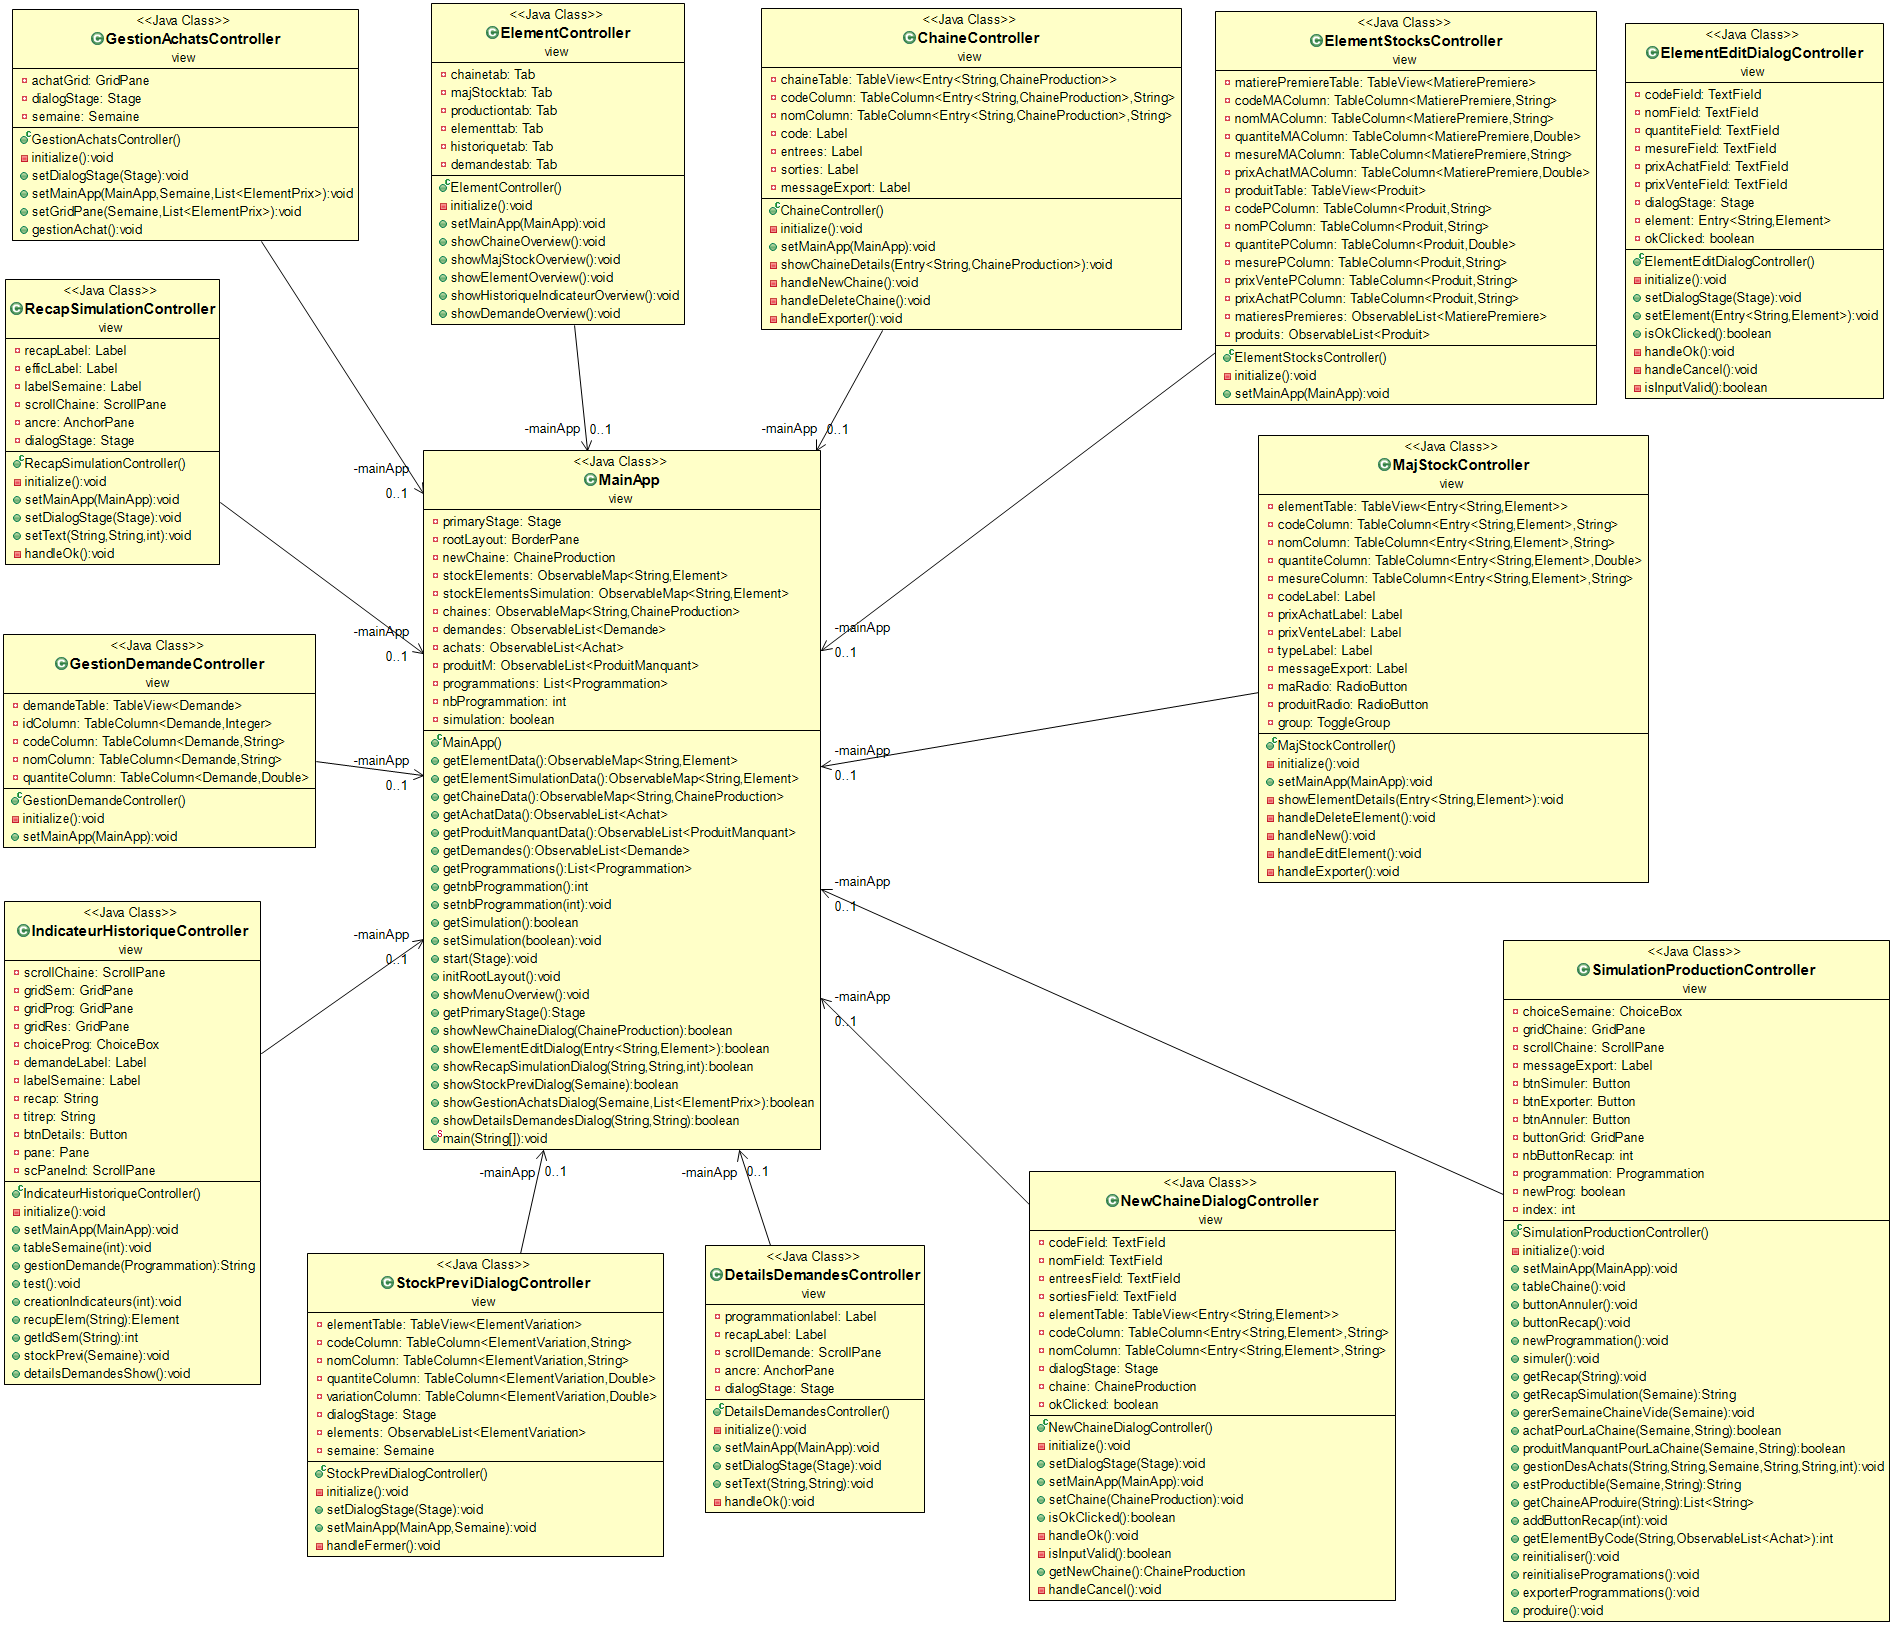 <<Java Class>>
GestionAchatsController
view
achatGrid: GridPane
dialogStage: Stage
semaine: Semaine
GestionAchatsController()
initialize():void
setDialogStage(Stage):void
setMainApp(MainApp,Semaine,List<ElementPrix>):void
setGridPane(Semaine,List<ElementPrix>):void
gestionAchat():void
<<Java Class>>
ElementController
view
chainetab: Tab
majStocktab: Tab
productiontab: Tab
elementtab: Tab
historiquetab: Tab
demandestab: Tab
ElementController()
initialize():void
setMainApp(MainApp):void
showChaineOverview():void
showMajStockOverview():void
showElementOverview():void
showHistoriqueIndicateurOverview():void
showDemandeOverview():void
<<Java Class>>
ChaineController
view
chaineTable: TableView<Entry<String,ChaineProduction>>
codeColumn: TableColumn<Entry<String,ChaineProduction>,String>
nomColumn: TableColumn<Entry<String,ChaineProduction>,String>
code: Label
entrees: Label
sorties: Label
messageExport: Label
ChaineController()
initialize():void
setMainApp(MainApp):void
showChaineDetails(Entry<String,ChaineProduction>):void
handleNewChaine():void
handleDeleteChaine():void
handleExporter():void
<<Java Class>>
ElementStocksController
view
matierePremiereTable: TableView<MatierePremiere>
codeMAColumn: TableColumn<MatierePremiere,String>
nomMAColumn: TableColumn<MatierePremiere,String>
quantiteMAColumn: TableColumn<MatierePremiere,Double>
mesureMAColumn: TableColumn<MatierePremiere,String>
prixAchatMAColumn: TableColumn<MatierePremiere,Double>
produitTable: TableView<Produit>
codePColumn: TableColumn<Produit,String>
nomPColumn: TableColumn<Produit,String>
quantitePColumn: TableColumn<Produit,Double>
mesurePColumn: TableColumn<Produit,String>
prixVentePColumn: TableColumn<Produit,String>
prixAchatPColumn: TableColumn<Produit,String>
matieresPremieres: ObservableList<MatierePremiere>
produits: ObservableList<Produit>
ElementStocksController()
initialize():void
setMainApp(MainApp):void
<<Java Class>>
ElementEditDialogController
view
codeField: TextField
nomField: TextField
quantiteField: TextField
mesureField: TextField
prixAchatField: TextField
prixVenteField: TextField
dialogStage: Stage
element: Entry<String,Element>
okClicked: boolean
ElementEditDialogController()
initialize():void
setDialogStage(Stage):void
setElement(Entry<String,Element>):void
isOkClicked():boolean
handleOk():void
handleCancel():void
isInputValid():boolean
<<Java Class>>
RecapSimulationController
view
recapLabel: Label
efficLabel: Label
labelSemaine: Label
scrollChaine: ScrollPane
ancre: AnchorPane
dialogStage: Stage
RecapSimulationController()
initialize():void
setMainApp(MainApp):void
setDialogStage(Stage):void
setText(String,String,int):void
handleOk():void
-mainApp 0..1
-mainApp 0..1
-mainApp
0..1
<<Java Class>>
MainApp
view
primaryStage: Stage
rootLayout: BorderPane
newChaine: ChaineProduction
stockElements: ObservableMap<String,Element>
stockElementsSimulation: ObservableMap<String,Element>
chaines: ObservableMap<String,ChaineProduction>
demandes: ObservableList<Demande>
achats: ObservableList<Achat>
produitM: ObservableList<ProduitManquant>
programmations: List<Programmation>
nbProgrammation: int
simulation: boolean
MainApp()
getElementData():ObservableMap<String,Element>
getElementSimulationData():ObservableMap<String,Element>
getChaineData():ObservableMap<String,ChaineProduction>
getAchatData():ObservableList<Achat>
getProduitManquantData():ObservableList<ProduitManquant>
getDemandes():ObservableList<Demande>
getProgrammations():List<Programmation>
getnbProgrammation():int
setnbProgrammation(int):void
getSimulation():boolean
setSimulation(boolean):void
start(Stage):void
initRootLayout():void
showMenuOverview():void
getPrimaryStage():Stage
showNewChaineDialog(ChaineProduction):boolean
showElementEditDialog(Entry<String,Element>):boolean
showRecapSimulationDialog(String,String,int):boolean
showStockPreviDialog(Semaine):boolean
showGestionAchatsDialog(Semaine,List<ElementPrix>):boolean
showDetailsDemandesDialog(String,String):boolean
main(String[]):void
<<Java Class>>
MajStockController
view
elementTable: TableView<Entry<String,Element>>
codeColumn: TableColumn<Entry<String,Element>,String>
nomColumn: TableColumn<Entry<String,Element>,String>
quantiteColumn: TableColumn<Entry<String,Element>,Double>
mesureColumn: TableColumn<Entry<String,Element>,String>
codeLabel: Label
prixAchatLabel: Label
prixVenteLabel: Label
typeLabel: Label
messageExport: Label
maRadio: RadioButton
produitRadio: RadioButton
group: ToggleGroup
MajStockController()
initialize():void
setMainApp(MainApp):void
showElementDetails(Entry<String,Element>):void
handleDeleteElement():void
handleNew():void
handleEditElement():void
handleExporter():void
-mainApp
0..1
-mainApp
0..1
<<Java Class>>
GestionDemandeController
view
demandeTable: TableView<Demande>
idColumn: TableColumn<Demande,Integer>
codeColumn: TableColumn<Demande,String>
nomColumn: TableColumn<Demande,String>
quantiteColumn: TableColumn<Demande,Double>
GestionDemandeController()
initialize():void
setMainApp(MainApp):void
-mainApp
0..1
-mainApp
0..1
-mainApp
0..1
<<Java Class>>
IndicateurHistoriqueController
view
scrollChaine: ScrollPane
gridSem: GridPane
gridProg: GridPane
gridRes: GridPane
choiceProg: ChoiceBox
demandeLabel: Label
labelSemaine: Label
recap: String
titrep: String
btnDetails: Button
pane: Pane
scPaneInd: ScrollPane
IndicateurHistoriqueController()
initialize():void
setMainApp(MainApp):void
tableSemaine(int):void
gestionDemande(Programmation):String
test():void
creationIndicateurs(int):void
recupElem(String):Element
getIdSem(String):int
stockPrevi(Semaine):void
detailsDemandesShow():void
-mainApp
0..1
-mainApp
0..1
<<Java Class>>
SimulationProductionController
view
choiceSemaine: ChoiceBox
gridChaine: GridPane
scrollChaine: ScrollPane
messageExport: Label
btnSimuler: Button
btnExporter: Button
btnAnnuler: Button
buttonGrid: GridPane
nbButtonRecap: int
programmation: Programmation
newProg: boolean
index: int
SimulationProductionController()
initialize():void
setMainApp(MainApp):void
tableChaine():void
buttonAnnuler():void
buttonRecap():void
newProgrammation():void
simuler():void
getRecap(String):void
getRecapSimulation(Semaine):String
gererSemaineChaineVide(Semaine):void
achatPourLaChaine(Semaine,String):boolean
produitManquantPourLaChaine(Semaine,String):boolean
gestionDesAchats(String,String,Semaine,String,String,int):void
estProductible(Semaine,String):String
getChaineAProduire(String):List<String>
addButtonRecap(int):void
getElementByCode(String,ObservableList<Achat>):int
reinitialiser():void
reinitialiseProgramations():void
exporterProgrammations():void
produire():void
-mainApp 0..1
-mainApp 0..1
<<Java Class>>
StockPreviDialogController
view
elementTable: TableView<ElementVariation>
codeColumn: TableColumn<ElementVariation,String>
nomColumn: TableColumn<ElementVariation,String>
quantiteColumn: TableColumn<ElementVariation,Double>
variationColumn: TableColumn<ElementVariation,Double>
dialogStage: Stage
elements: ObservableList<ElementVariation>
semaine: Semaine
StockPreviDialogController()
initialize():void
setDialogStage(Stage):void
setMainApp(MainApp,Semaine):void
handleFermer():void
<<Java Class>>
DetailsDemandesController
view
programmationlabel: Label
recapLabel: Label
scrollDemande: ScrollPane
ancre: AnchorPane
dialogStage: Stage
DetailsDemandesController()
initialize():void
setMainApp(MainApp):void
setDialogStage(Stage):void
setText(String,String):void
handleOk():void
<<Java Class>>
NewChaineDialogController
view
codeField: TextField
nomField: TextField
entreesField: TextField
sortiesField: TextField
elementTable: TableView<Entry<String,Element>>
codeColumn: TableColumn<Entry<String,Element>,String>
nomColumn: TableColumn<Entry<String,Element>,String>
dialogStage: Stage
chaine: ChaineProduction
okClicked: boolean
NewChaineDialogController()
initialize():void
setDialogStage(Stage):void
setMainApp(MainApp):void
setChaine(ChaineProduction):void
isOkClicked():boolean
handleOk():void
isInputValid():boolean
getNewChaine():ChaineProduction
handleCancel():void